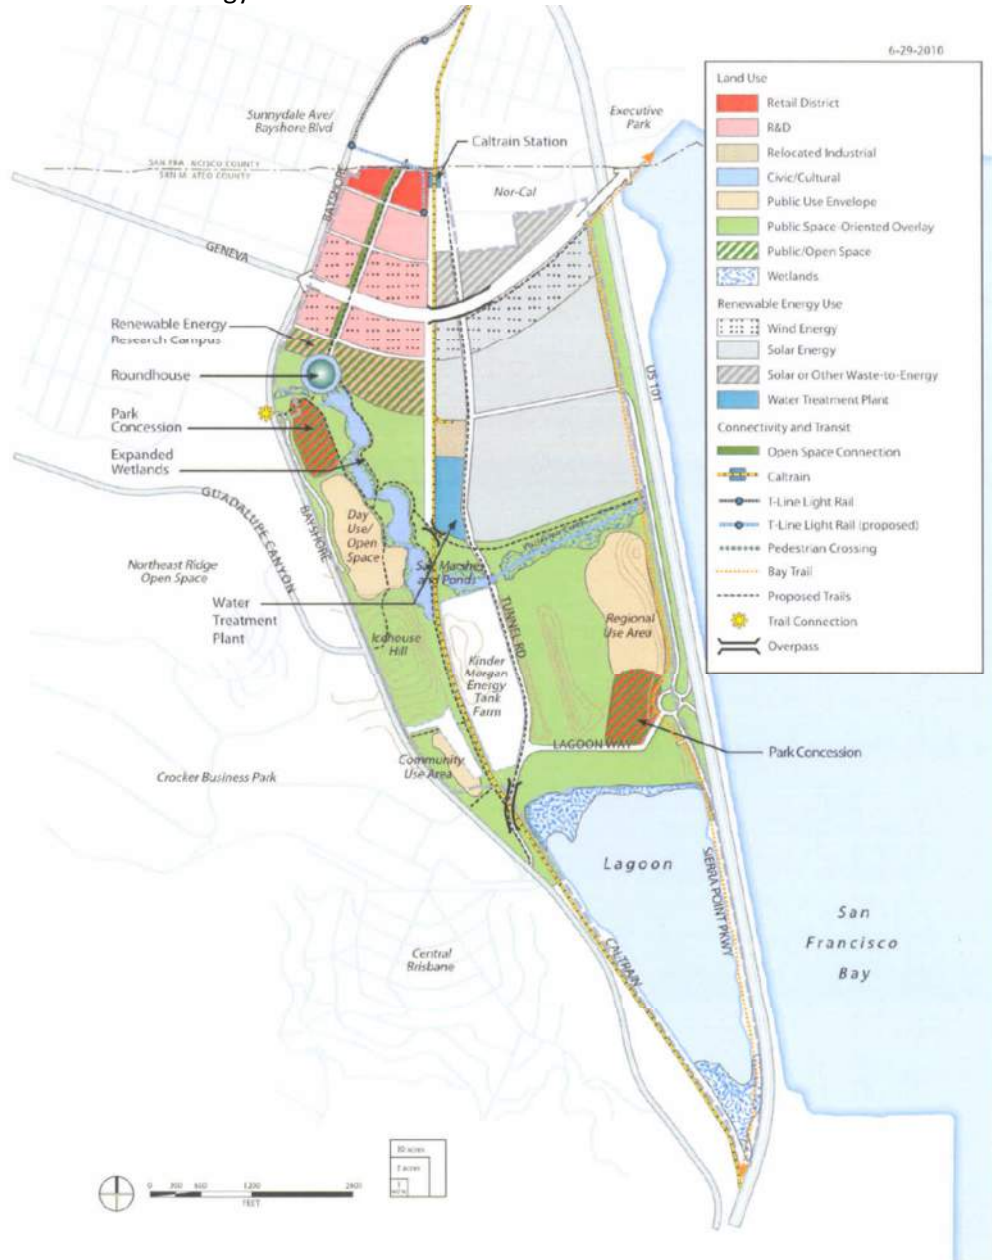 6-29-2010
Land Use
Retail District
R&D
Relocated Industrial
Civic/Cultural
Public Use Envelope
Public Space-Oriented Overlay
Public/Open Space
Wetlands
Renewable Energy Use
Wind Energy
Solar Energy
Solar or Other Waste-to-Energy
Water Treatment Plant
Connectivity and Transit
Open Space Connection
Caltrain
T-Line Light Rail
T-Line Light Rail (proposed)
Pedestrian Crossing
Bay Trail
Proposed Trails
Trail Connection
Overpass
Sunnydale Ave/
Bayshore Blvd
Executive
Park
Caltrain Station
SAN FRANCISCO COUNTY
SAN MATEO COUNTY
Nor-Cal
BAYSHORE
GENEVA
Renewable Energy
Research Campus
Roundhouse
US 101
Park
Concession
Expanded
Wetlands
GUADALUPE CANYON
BAYSHORE
Day
Use/
Open
Space
Northeast Ridge
Open Space
Salt Marshes
and Ponds
Water
Treatment
Plant
TUNNEL RD
Regional
Use Area
Icehouse
Hill
Kinder
Morgan
Energy
Tank
Farm
LAGOON WAY
Park Concession
Community
Use Area
Crocker Business Park
Lagoon
SIERRA POINT PKWY
San
Francisco
Bay
Central
Brisbane
CALTRAIN
10 acres
1200
FEET